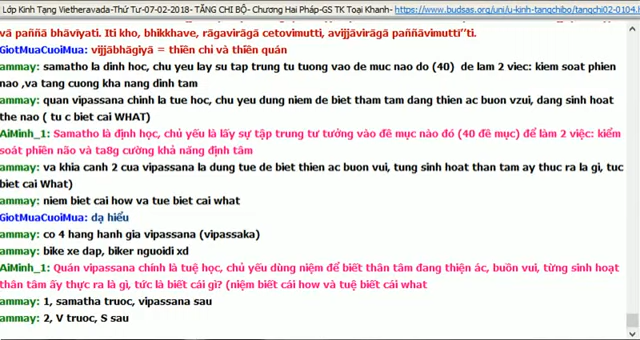 Lớp Kinh Tạng Vietheravada-Thứ Tư-07-02-2018- TĂNG CHI BỘ- Chương Hai Pháp-GS TK Toại Khanh- https://www.budsas.org/uni/u-kinh-tangchibo/tangchi02-0104.h
vā paññā bhāvīyati. Iti kho, bhikkhave, rāgavirāgā cetovimutti, avijjāvirāgā paññāvimuttī"ti.
GiotMuaCuoiMua: vijjābhāgiyā = thiền chỉ và thiền quán
ammay: samatho la dinh hoc, chu yeu lay su tap trung tu tuong vao de muc nao do (40) de lam 2 viec: kiem soat phien
nao ,va tang cuong kha nang dinh tam
ammay: quan vipassana chinh la tue hoc, chu yeu dung niem de biet tham tam dang thien ac buon vzui, dang sinh hoat
the nao ( tu c biet cai WHAT)
AiMinh_1: Samatho là định học, chủ yếu là lấy sự tập trung tư tưởng vào đề mục nào đó (40 đề mục) để làm 2 việc: kiểm
soát phiền não và ta8g cường khả năng định tâm
ammay: va khia canh 2 cua vipassana la dung tue de biet thien ac buon vui, tung sinh hoat than tam ay thuc ra la gi, tuc
biet cai What)
ammay: niem biet cai how va tue biet cai what
GiotMuaCuoiMua: dạ hiểu
ammay: co 4 hang hanh gia vipassana (vipassaka)
ammay: bike xe dap, biker nguoidi xd
AiMinh_1: Quán vipassana chính là tuệ học, chủ yếu dùng niệm để biết thân tâm đang thiện ác, buồn vui, từng sinh hoạt
thân tâm ấy thực ra là gì, tức là biết cái gì? (niệm biết cái how và tuệ biết cái what
ammay: 1, samatha truoc, vipassana sau
ammay: 2, V truoc, S sau